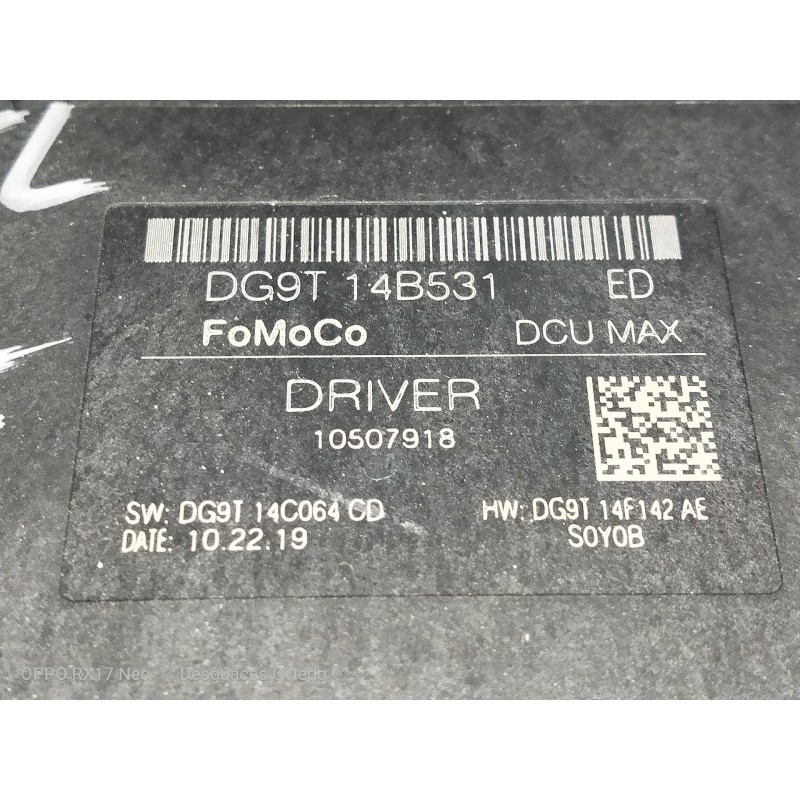 DG9T 14B531 ED
FoMoCo DCU MAX
DRIVER
10507918
SW: DG9T 14C064 CD HW: DG9T 14F142 AE
DATE: 10.22.19 S0Y0B
OPPO RX17 Neo Desguaces Oviedo